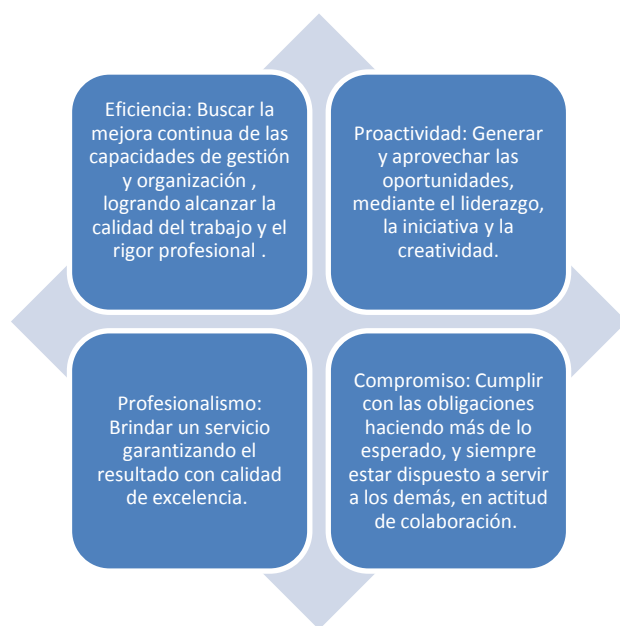 Eficiencia: Buscar la
mejora continua de las
capacidades de gestión
y organización ,
logrando alcanzar la
calidad del trabajo y el
rigor profesional .
Proactividad: Generar
y aprovechar las
oportunidades,
mediante el liderazgo,
la iniciativa y la
creatividad.
Profesionalismo:
Brindar un servicio
garantizando el
resultado con calidad
de excelencia.
Compromiso: Cumplir
con las obligaciones
haciendo más de lo
esperado, y siempre
estar dispuesto a servir
a los demás, en actitud
de colaboración.